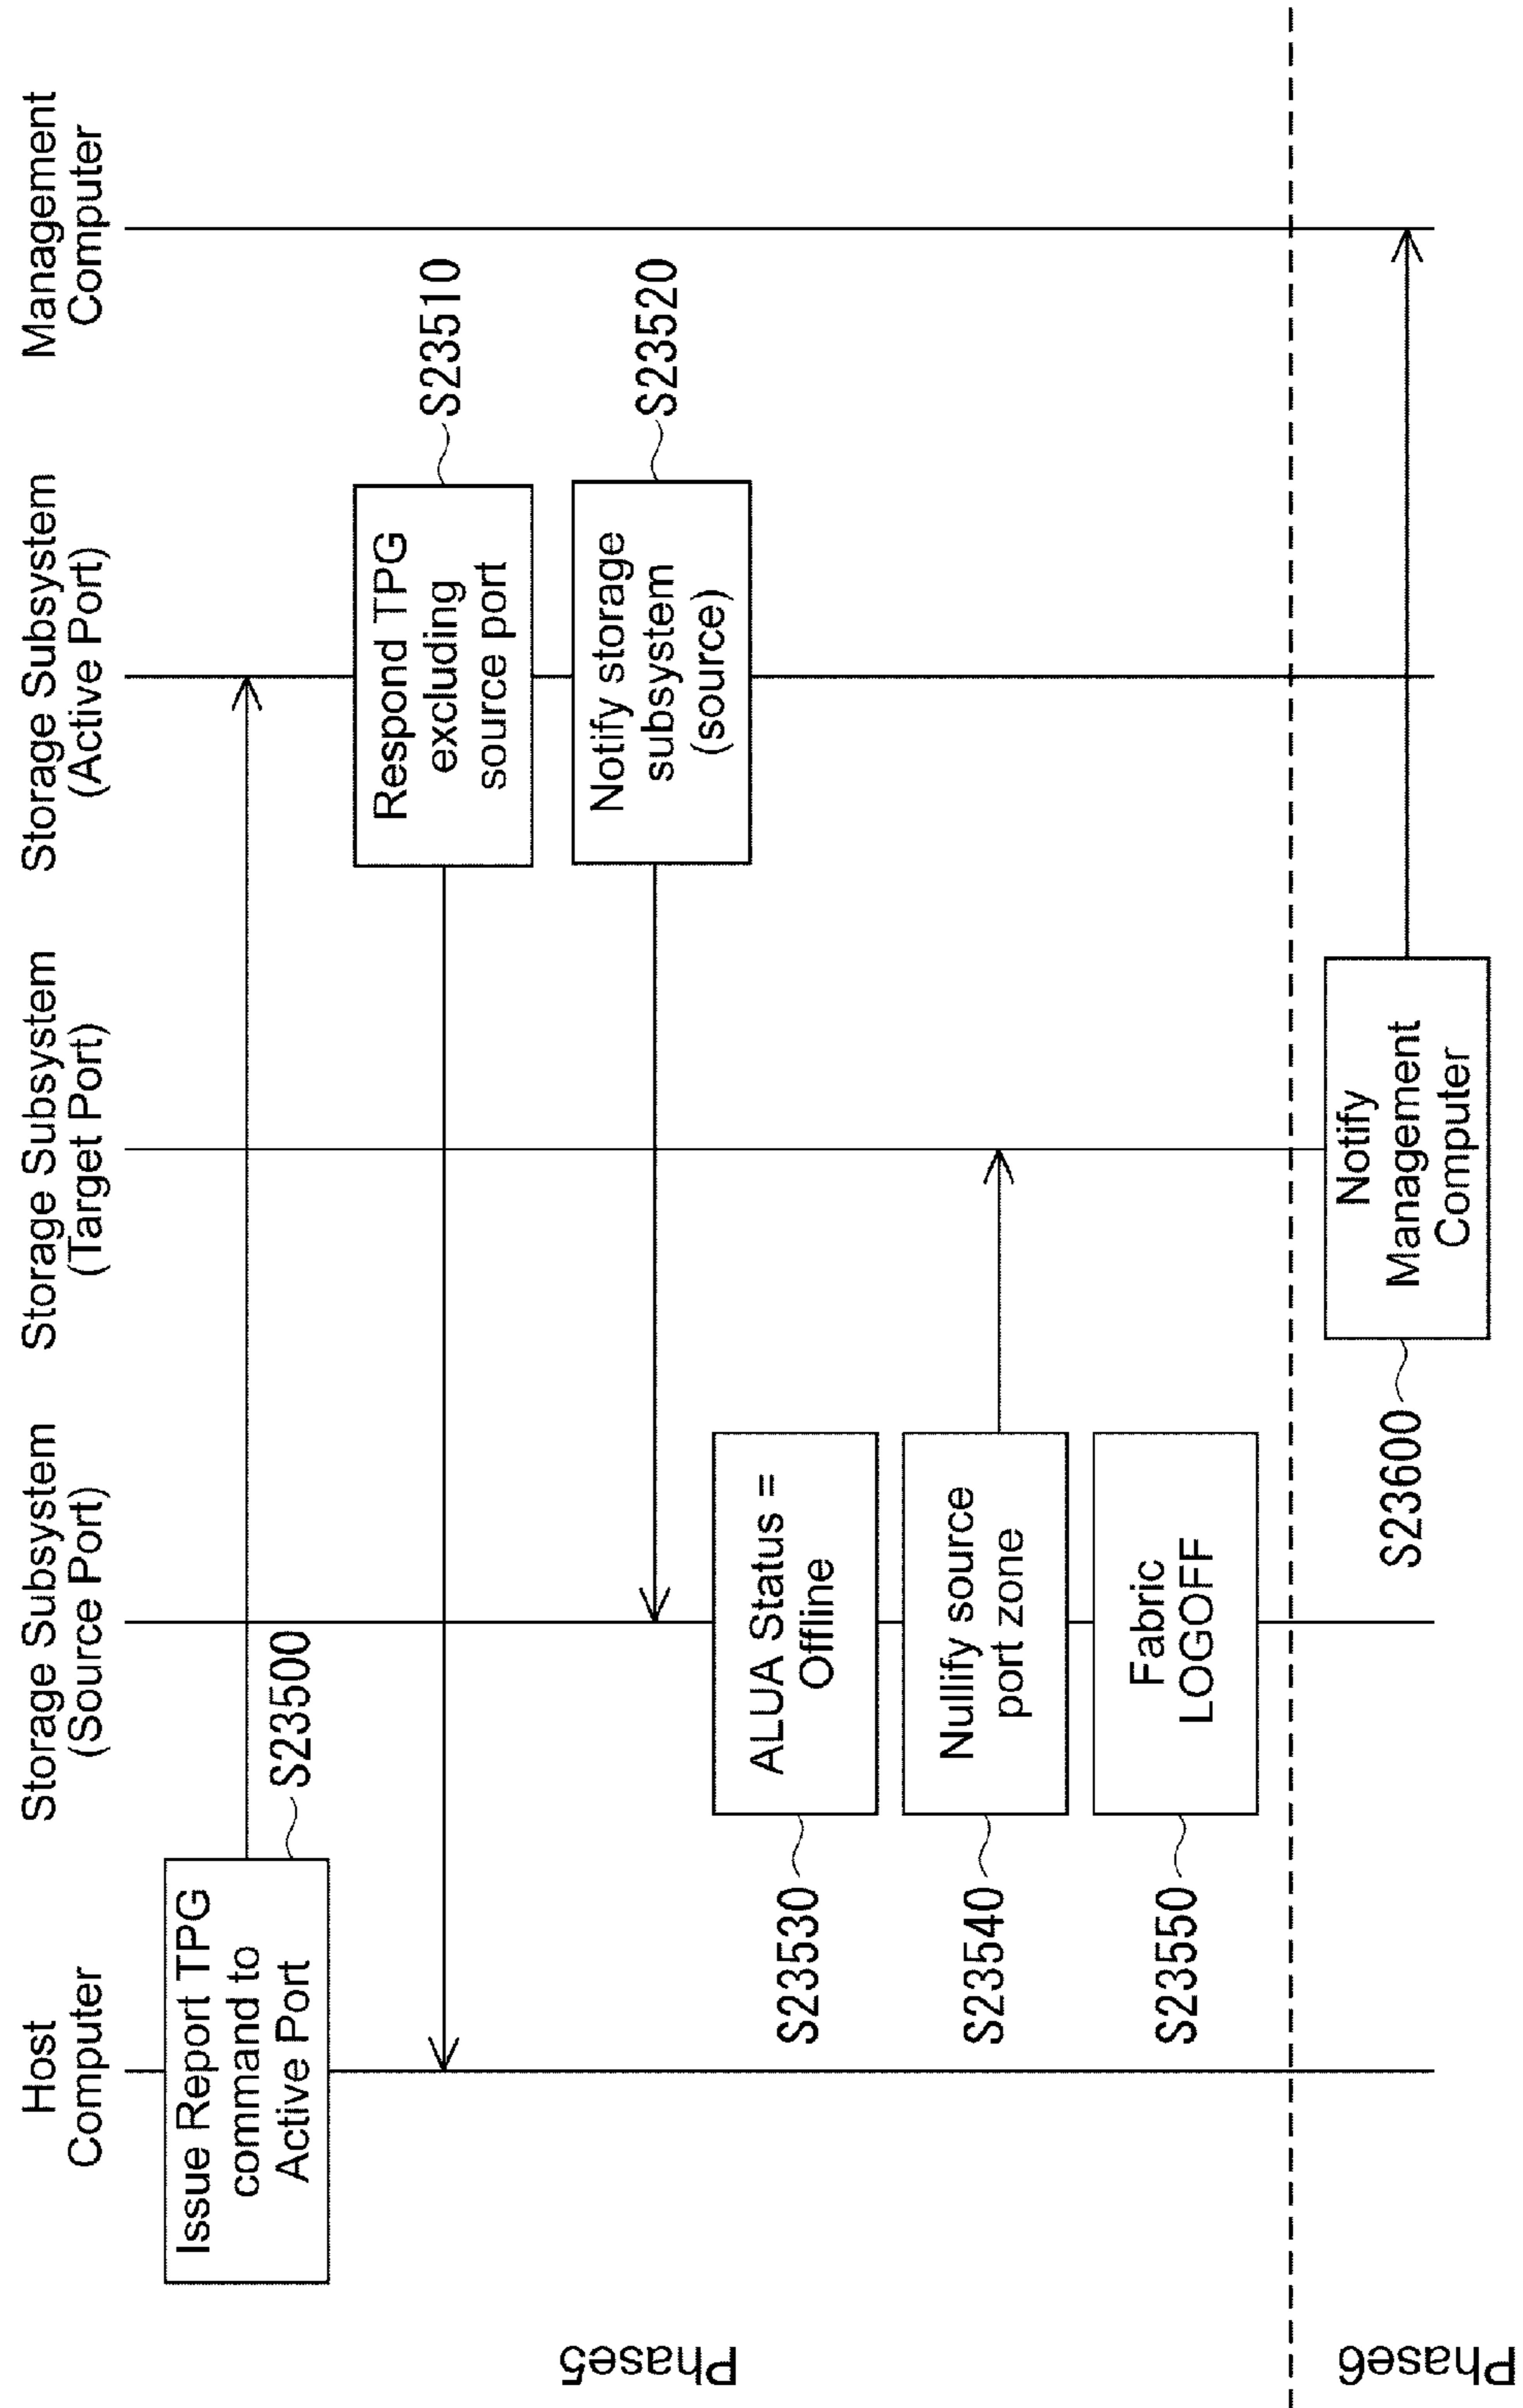 Host
Computer
Storage Subsystem
(Source Port)
Storage Subsystem
(Target Port)
Storage Subsystem
(Active Port)
Management
Computer
Phase5
Issue Report TPG
command to
Active Port
S23500
Respond TPG
excluding
source port
S23510
Notify storage
subsystem
(source)
S23520
ALUA Status =
Offline
S23530
Nullify source
port zone
S23540
Fabric
LOGOFF
S23550
Phase6
Notify
Management
Computer
S23600